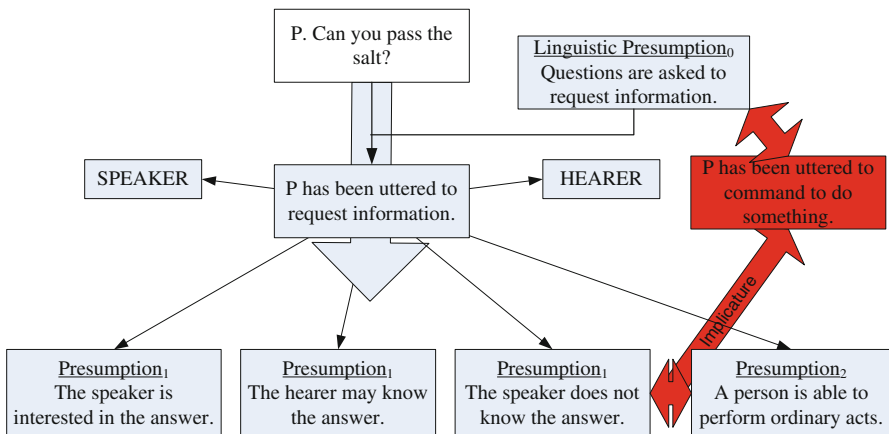 P. Can you pass the
salt?
Linguistic Presumption₀
Questions are asked to
request information.
SPEAKER
P has been uttered to
request information.
HEARER
P has been uttered to
command to do
something.
Implicature
Presumption₁
The speaker is
interested in the answer.
Presumption₁
The hearer may know
the answer.
Presumption₁
The speaker does not
know the answer.
Presumption₂
A person is able to
perform ordinary acts.